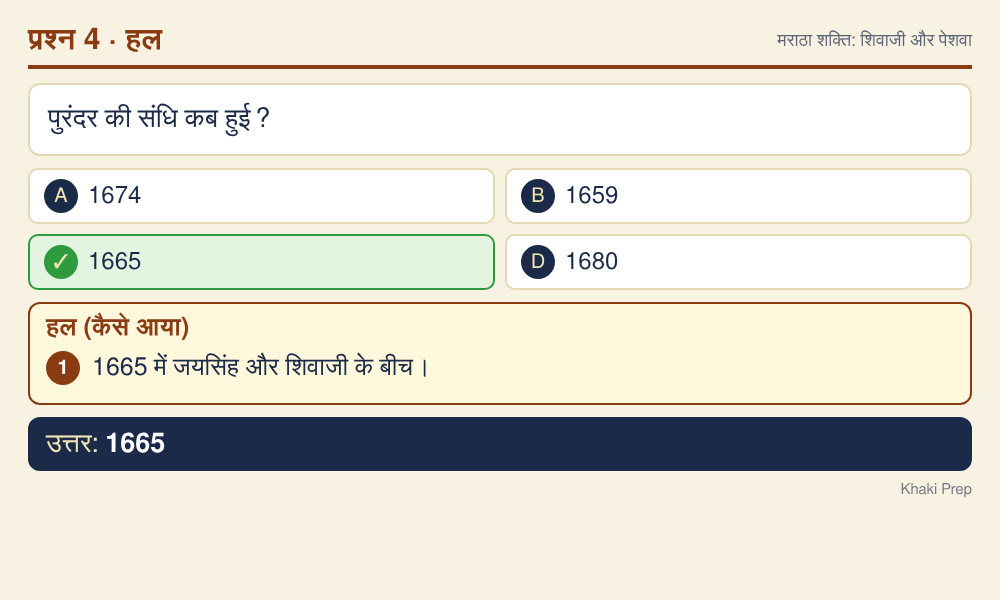 प्रश्न 4 · हल
मराठा शक्ति: शिवाजी और पेशवा
पुरंदर की संधि कब हुई ?
A 1674
B 1659
✓ 1665
D 1680
हल (कैसे आया)
1 1665 में जयसिंह और शिवाजी के बीच।
उत्तर: 1665
Khaki Prep